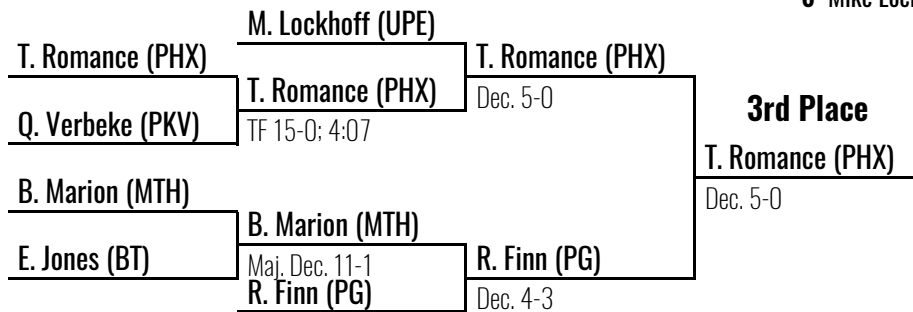 Mike
M. Lockhoff (UPE)
T. Romance (PHX)
T. Romance (PHX)
T. Romance (PHX)
Dec. 5-0
3rd Place
Q. Verbeke (PKV)
TF 15-0; 4:07
T. Romance (PHX)
B. Marion (MTH)
Dec. 5-0
B. Marion (MTH)
E. Jones (BT)
Maj. Dec. 11-1
R. Finn (PG)
R. Finn (PG)
Dec. 4-3